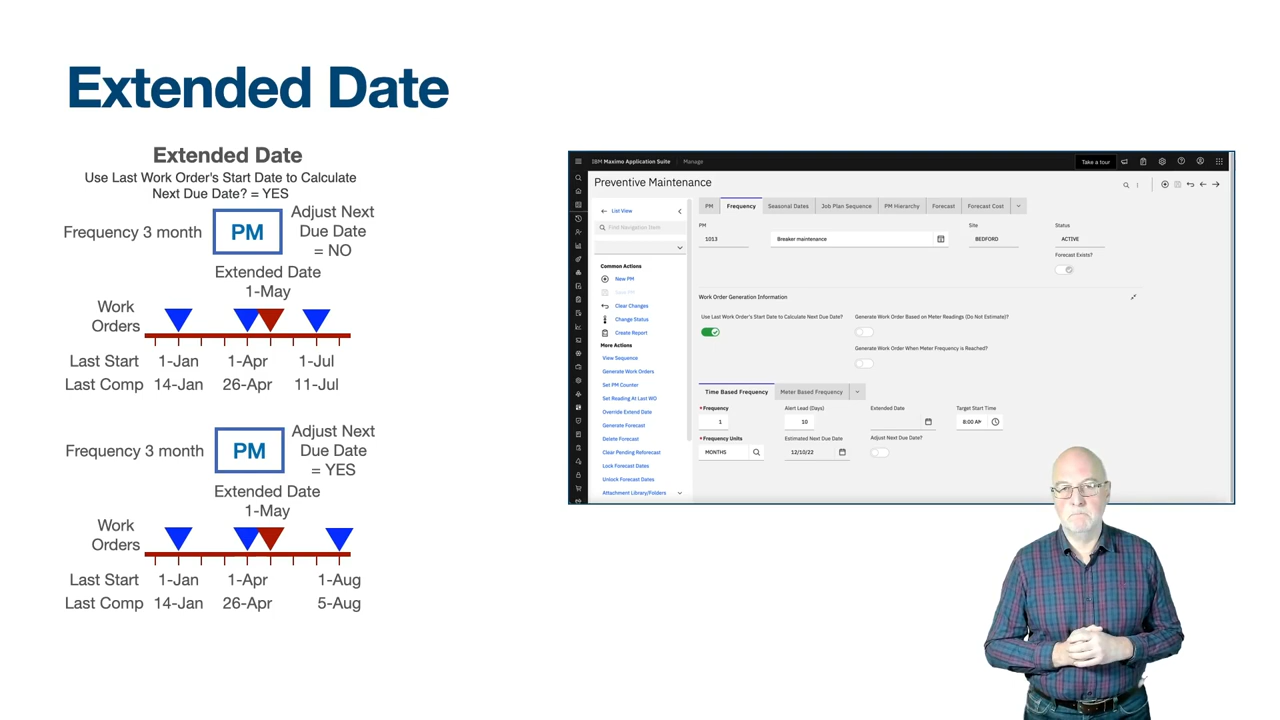 Extended Date
Extended Date
Use Last Work Order's Start Date to Calculate
Next Due Date? = YES
Frequency 3 month
PM
Adjust Next
Due Date
= NO
Extended Date
1-May
Work
Orders
Last Start 1-Jan 1-Apr 1-Jul
Last Comp 14-Jan 26-Apr 11-Jul
Frequency 3 month
PM
Adjust Next
Due Date
= YES
Extended Date
1-May
Work
Orders
Last Start 1-Jan 1-Apr 1-Aug
Last Comp 14-Jan 26-Apr 5-Aug
IBM Maximo Application Suite Manage Take a tour
Preventive Maintenance
List View
Find Navigation Item
Common Actions
New PM
Save PM
Clear Changes
Change Status
Create Report
More Actions
View Sequence
Generate Work Orders
Set PM Counter
Set Reading At Last WO
Override Extend Date
Generate Forecast
Delete Forecast
Clear Pending Reforecast
Lock Forecast Dates
Unlock Forecast Dates
Attachment Library/Folders
PM Frequency Seasonal Dates Job Plan Sequence PM Hierarchy Forecast Forecast Cost
PM Site Status
1013 Breaker maintenance BEDFORD ACTIVE
Forecast Exists?
Work Order Generation Information
Use Last Work Order's Start Date to Calculate Next Due Date? Generate Work Order Based on Meter Readings (Do Not Estimate)?
Generate Work Order When Meter Frequency is Reached?
Time Based Frequency Meter Based Frequency
* Frequency Alert Lead (Days) Extended Date Target Start Time
1 10 8:00 AM
* Frequency Units Estimated Next Due Date Adjust Next Due Date?
MONTHS 12/10/22